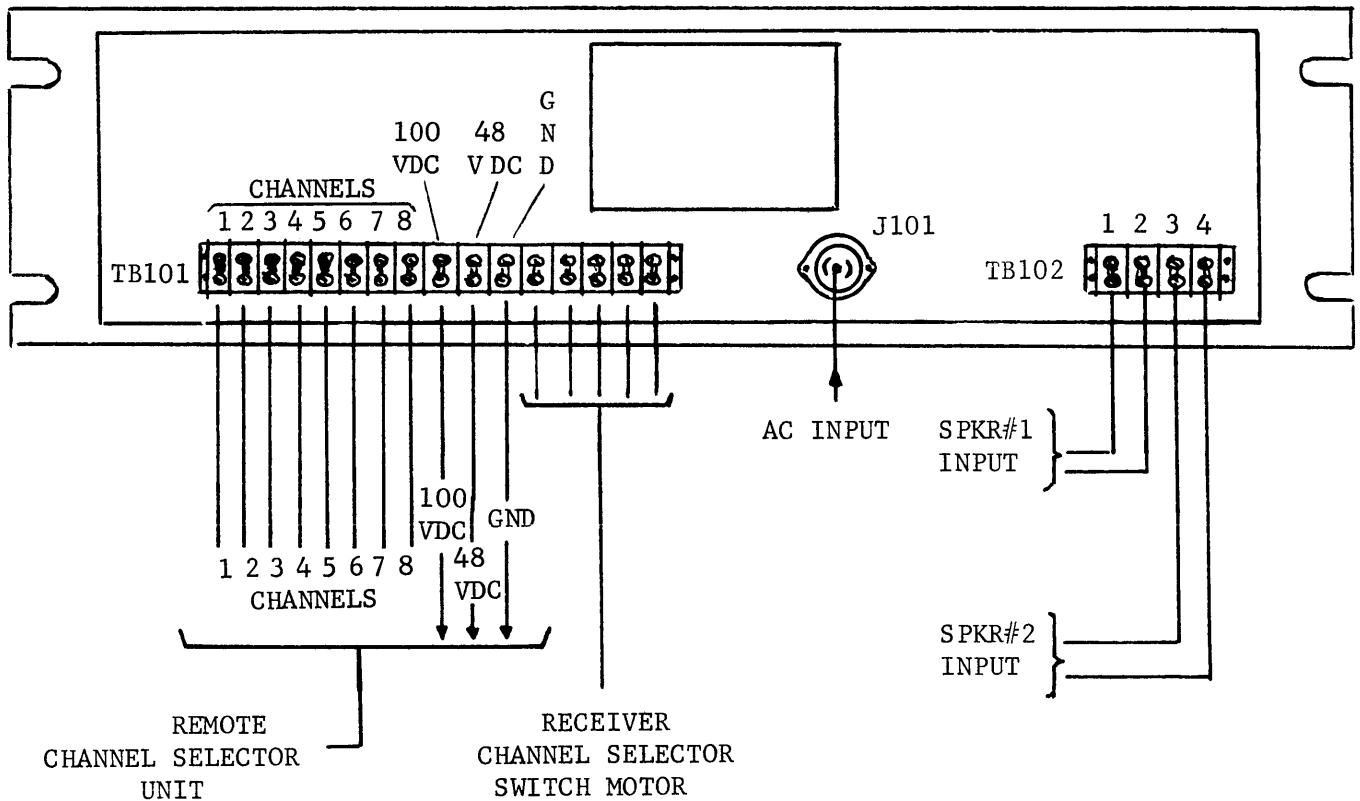 G
N
D
100
VDC
48
VDC
CHANNELS
1 2 3 4 5 6 7 8
TB101
J101
1 2 3 4
TB102
AC INPUT
SPKR#1
INPUT
100
VDC
GND
48
VDC
1 2 3 4 5 6 7 8
CHANNELS
SPKR#2
INPUT
REMOTE
CHANNEL SELECTOR
UNIT
RECEIVER
CHANNEL SELECTOR
SWITCH MOTOR